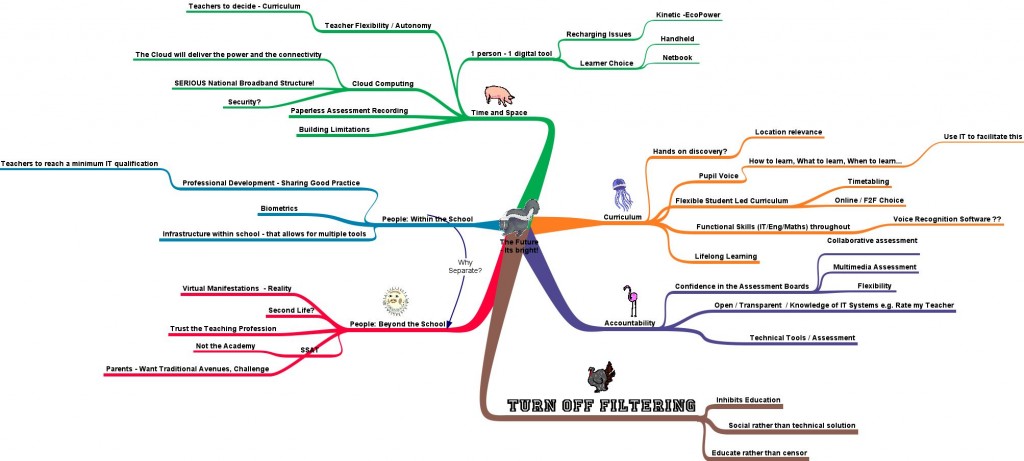 The Future
- Its bright!
Time and Space
1 person - 1 digital tool
Recharging Issues
Kinetic -EcoPower
Learner Choice
Handheld
Netbook
Teacher Flexibility / Autonomy
Teachers to decide - Curriculum
Cloud Computing
The Cloud will deliver the power and the connectivity
SERIOUS National Broadband Structure!
Security?
Paperless Assessment Recording
Building Limitations
Curriculum
Hands on discovery?
Location relevance
Pupil Voice
How to learn, What to learn, When to learn...
Use IT to facilitate this
Flexible Student Led Curriculum
Timetabling
Online / F2F Choice
Functional Skills (IT/Eng/Maths) throughout
Voice Recognition Software ??
Lifelong Learning
People: Within the School
Professional Development - Sharing Good Practice
Teachers to reach a minimum IT qualification
Biometrics
Infrastructure within school - that allows for multiple tools
Why
Separate?
People: Beyond the School
Virtual Manifestations - Reality
Second Life?
Trust the Teaching Profession
SSAT
Not the Academy
Parents - Want Traditional Avenues, Challenge
Accountability
Confidence in the Assessment Boards
Collaborative assessment
Multimedia Assessment
Flexibility
Open / Transparent / Knowledge of IT Systems e.g. Rate my Teacher
Technical Tools / Assessment
TURN OFF FILTERING
Inhibits Education
Social rather than technical solution
Educate rather than censor